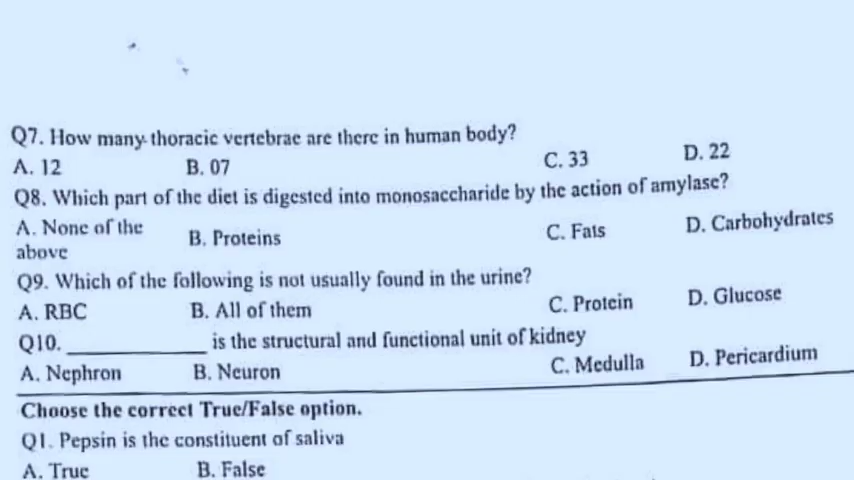 Q7. How many thoracic vertebrae are there in human body?
A. 12 B. 07 C. 33 D. 22
Q8. Which part of the diet is digested into monosaccharide by the action of amylase?
A. None of the above B. Proteins C. Fats D. Carbohydrates
Q9. Which of the following is not usually found in the urine?
A. RBC B. All of them C. Protein D. Glucose
Q10. ____________ is the structural and functional unit of kidney
A. Nephron B. Neuron C. Medulla D. Pericardium
Choose the correct True/False option.
Q1. Pepsin is the constituent of saliva
A. True B. False